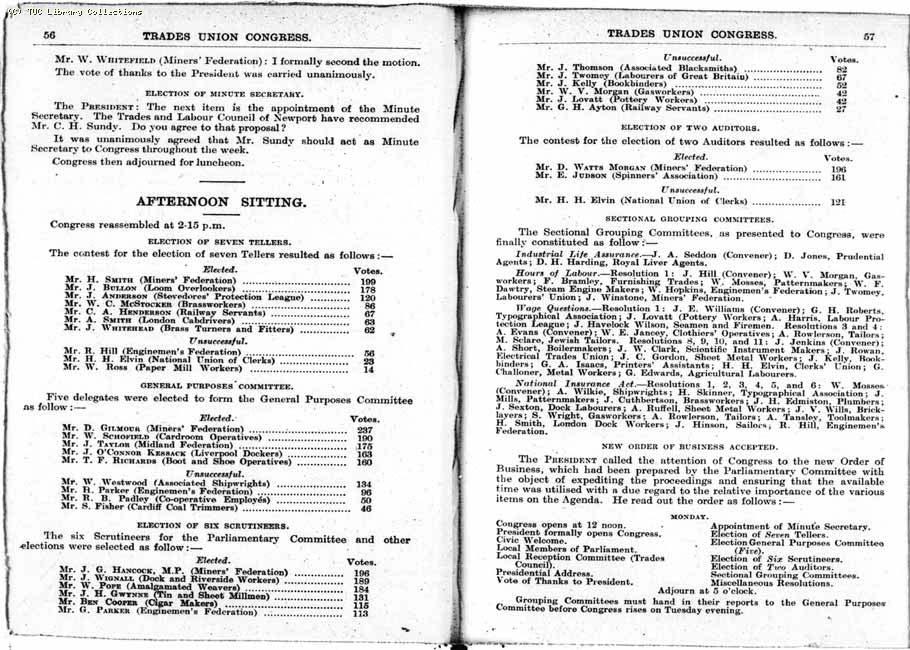 (C) TUC Library Collections
56
TRADES UNION CONGRESS.
Mr. W. WHITEFIELD (Miners' Federation): I formally second the motion.
The vote of thanks to the President was carried unanimously.
ELECTION OF MINUTE SECRETARY.
The PRESIDENT: The next item is the appointment of the Minute
Secretary. The Trades and Labour Council of Newport have recommended
Mr. C. H. Sundy. Do you agree to that proposal?
It was unanimously agreed that Mr. Sundy should act as Minute
Secretary to Congress throughout the week.
Congress then adjourned for luncheon.
AFTERNOON SITTING.
Congress reassembled at 2-15 p.m.
ELECTION OF SEVEN TELLERS.
The contest for the election of seven Tellers resulted as follows:—
Elected. Votes.
Mr. H. SMITH (Miners' Federation) 199
Mr. J. BULLON (Loom Overlookers) 178
Mr. J. ANDERSON (Stevedores' Protection League) 120
Mr. W. C. MCSTOCKER (Brassworkers) 86
Mr. C. A. HENDERSON (Railway Servants) 67
Mr. A. SMITH (London Cabdrivers) 63
Mr. J. WHITEHEAD (Brass Turners and Fitters) 62
Unsuccessful.
Mr. R. Hill (Enginemen's Federation) 56
Mr. H. H. Elvin (National Union of Clerks) 23
Mr. W. Ross (Paper Mill Workers) 14
GENERAL PURPOSES COMMITTEE.
Five delegates were elected to form the General Purposes Committee
as follow:—
Elected. Votes.
Mr. D. GILMOUR (Miners' Federation) 237
Mr. W. SCHOFIELD (Cardroom Operatives) 190
Mr. J. TAYLOR (Midland Federation) 175
Mr. J. O'CONNOR KESSACK (Liverpool Dockers) 163
Mr. T. F. RICHARDS (Boot and Shoe Operatives) 160
Unsuccessful.
Mr. W. Westwood (Associated Shipwrights) 134
Mr. R. Parker (Enginemen's Federation) 96
Mr. R. B. Padley (Co-operative Employés) 50
Mr. S. Fisher (Cardiff Coal Trimmers) 46
ELECTION OF SIX SCRUTINEERS.
The six Scrutineers for the Parliamentary Committee and other
elections were selected as follow:—
Elected. Votes.
Mr. J. G. HANCOCK, M.P. (Miners' Federation) 196
Mr. J. WIGNALL (Dock and Riverside Workers) 189
Mr. W. POPE (Amalgamated Weavers) 184
Mr. J. H. GWYNNE (Tin and Sheet Millmen) 131
Mr. BEN COOPER (Cigar Makers) 115
Mr. G. PARKER (Enginemen's Federation) 113
TRADES UNION CONGRESS.
57
Unsuccessful. Votes.
Mr. J. Thomson (Associated Blacksmiths) 82
Mr. J. Twomey (Labourers of Great Britain) 67
Mr. J. Kelly (Bookbinders) 52
Mr. W. V. Morgan (Gasworkers) 42
Mr. J. Lovatt (Pottery Workers) 42
Mr. G. H. Ayton (Railway Servants) 27
ELECTION OF TWO AUDITORS.
The contest for the election of two Auditors resulted as follows:—
Elected. Votes.
Mr. D. WATTS MORGAN (Miners' Federation) 196
Mr. E. JUDSON (Spinners' Association) 161
Unsuccessful.
Mr. H. H. Elvin (National Union of Clerks) 121
SECTIONAL GROUPING COMMITTEES.
The Sectional Grouping Committees, as presented to Congress, were
finally constituted as follow:—
Industrial Life Assurance.—J. A. Seddon (Convener); D. Jones, Prudential
Agents; D. H. Harding, Royal Liver Agents.
Hours of Labour.—Resolution 1: J. Hill (Convener); W. V. Morgan, Gas-
workers; F. Bramley, Furnishing Trades; W. Mosses, Patternmakers; W. F.
Dawtry, Steam Engine Makers; W. Hopkins, Enginemen's Federation; J. Twomey,
Labourers' Union; J. Winstone, Miners' Federation.
Wage Questions.—Resolution 1: J. E. Williams (Convener); G. H. Roberts,
Typographical Association; J. Lovatt (Pottery Workers; A. Harris, Labour Pro-
tection League; J. Havelock Wilson, Seamen and Firemen. Resolutions 3 and 4:
J. Evans (Convener); W. E. Jancey, Clothiers' Operatives; A. Rowlerson, Tailors;
M. Sclare, Jewish Tailors. Resolutions 8, 9, 10, and 11: J. Jenkins (Convener);
A. Short, Boilermakers; J. W. Clark, Scientific Instrument Makers; J. Rowan,
Electrical Trades Union; J. C. Gordon, Sheet Metal Workers; J. Kelly, Book-
binders; G. A. Isaacs, Printers' Assistants; H. H. Elvin, Clerks' Union; G.
Challoner, Metal Workers; G. Edwards, Agricultural Labourers.
National Insurance Act.—Resolutions 1, 2, 3, 4, 5, and 6: W. Mosses
(Convener); A. Wilkie, Shipwrights; H. Skinner, Typographical Association; J.
Mills, Patternmakers; J. Cuthbertson, Brassworkers; J. H. Edmiston, Plumbers;
J. Sexton, Dock Labourers; A. Ruffell, Sheet Metal Workers; J. V. Wills, Brick-
layers; S. Wright, Gasworkers; A. Rowlerson, Tailors; A. Tansley, Toolmakers;
H. Smith, London Dock Workers; J. Hinson, Sailors; R. Hill, Enginemen's
Federation.
NEW ORDER OF BUSINESS ACCEPTED.
The PRESIDENT called the attention of Congress to the new Order of
Business, which had been prepared by the Parliamentary Committee with
the object of expediting the proceedings and ensuring that the available
time was utilised with a due regard to the relative importance of the various
items on the Agenda. He read out the order as follows:—
MONDAY.
Congress opens at 12 noon.
President formally opens Congress.
Civic Welcome.
Local Members of Parliament.
Local Reception Committee (Trades
Council).
Presidential Address.
Vote of Thanks to President.
Appointment of Minute Secretary.
Election of Seven Tellers.
Election General Purposes Committee
(Five).
Election of Six Scrutineers.
Election of Two Auditors.
Sectional Grouping Committees.
Miscellaneous Resolutions.
Adjourn at 5 o'clock.
Grouping Committees must hand in their reports to the General Purposes
Committee before Congress rises on Tuesday evening.